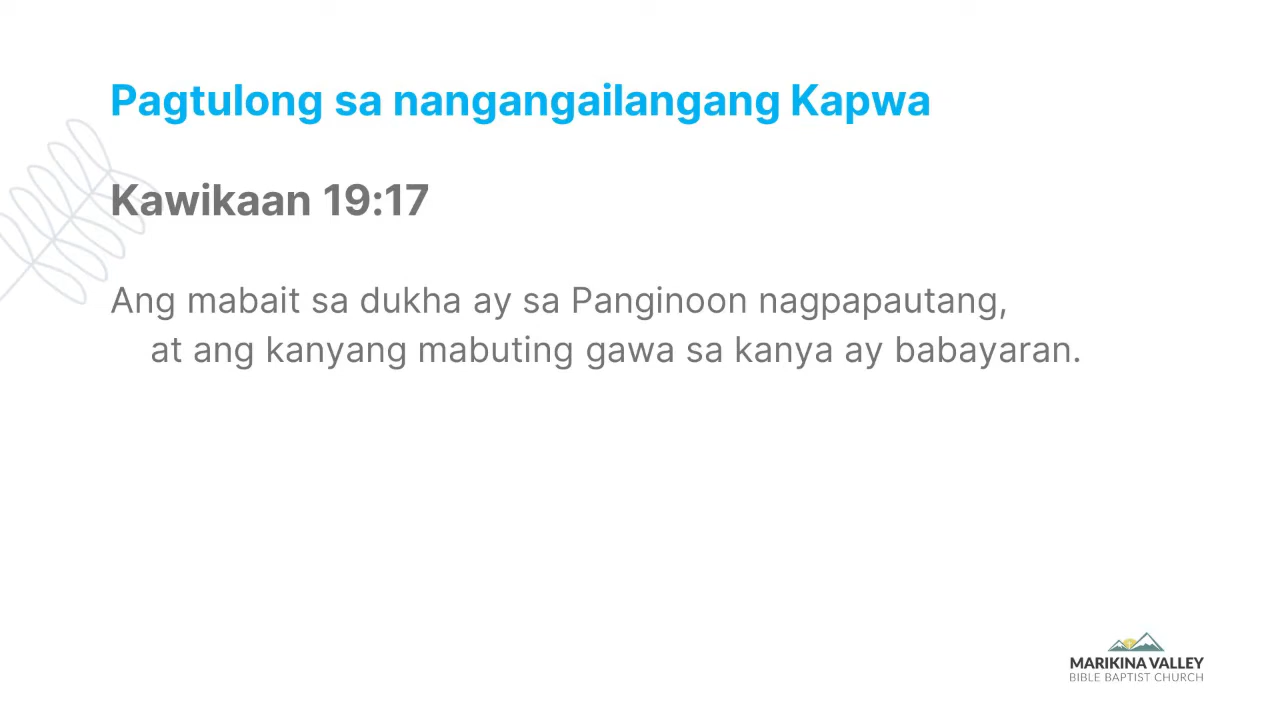 Pagtulong sa nangangailangang Kapwa
Kawikaan 19:17
Ang mabait sa dukha ay sa Panginoon nagpapautang,
at ang kanyang mabuting gawa sa kanya ay babayaran.
MARIKINA VALLEY
BIBLE BAPTIST CHURCH